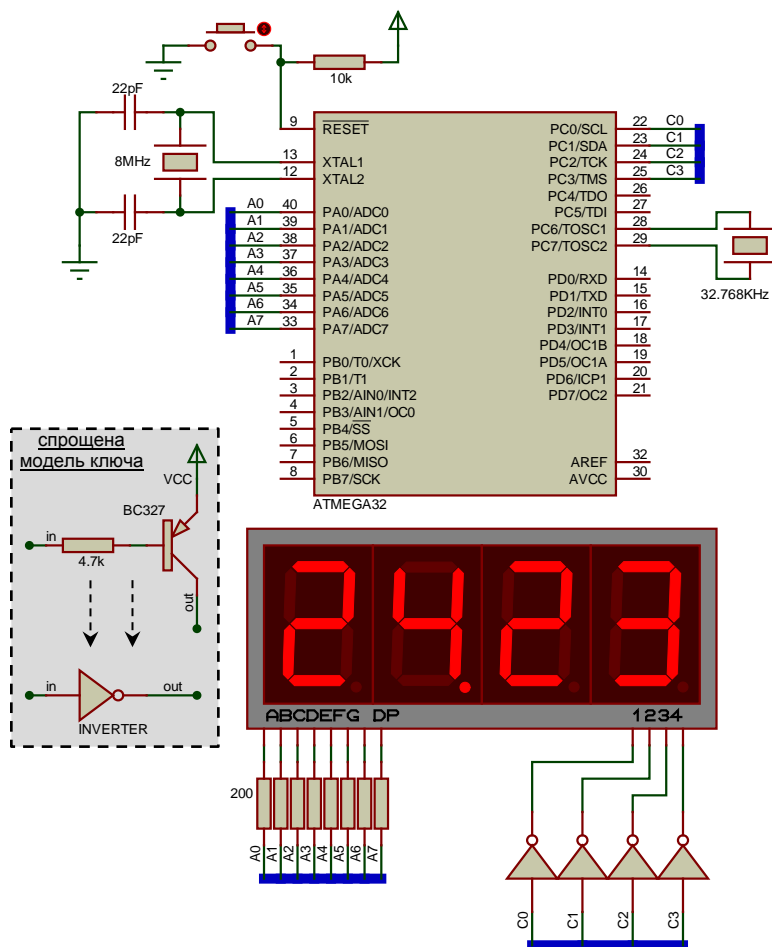 10k
22pF
8MHz
22pF
9 RESET
13 XTAL1
12 XTAL2
A0 40 PA0/ADC0
A1 39 PA1/ADC1
A2 38 PA2/ADC2
A3 37 PA3/ADC3
A4 36 PA4/ADC4
A5 35 PA5/ADC5
A6 34 PA6/ADC6
A7 33 PA7/ADC7
1 PB0/T0/XCK
2 PB1/T1
3 PB2/AIN0/INT2
4 PB3/AIN1/OC0
5 PB4/SS
6 PB5/MOSI
7 PB6/MISO
8 PB7/SCK
PC0/SCL 22 C0
PC1/SDA 23 C1
PC2/TCK 24 C2
PC3/TMS 25 C3
PC4/TDO 26
PC5/TDI 27
PC6/TOSC1 28
PC7/TOSC2 29
32.768KHz
PD0/RXD 14
PD1/TXD 15
PD2/INT0 16
PD3/INT1 17
PD4/OC1B 18
PD5/OC1A 19
PD6/ICP1 20
PD7/OC2 21
AREF 32
AVCC 30
ATMEGA32
спрощена
модель ключа
VCC
BC327
in
4.7k
out
in
out
INVERTER
24.23
ABCDEFG DP
1234
200
A0 A1 A2 A3 A4 A5 A6 A7
C0 C1 C2 C3